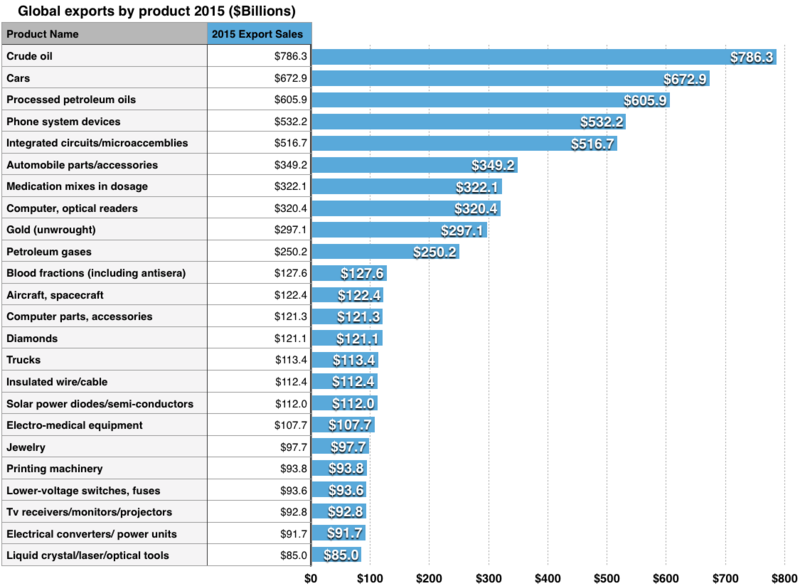 Global exports by product 2015 ($Billions)
Product Name 2015 Export Sales
Crude oil $786.3 $786.3
Cars $672.9 $672.9
Processed petroleum oils $605.9 $605.9
Phone system devices $532.2 $532.2
Integrated circuits/microaccemblies $516.7 $516.7
Automobile parts/accessories $349.2 $349.2
Medication mixes in dosage $322.1 $322.1
Computer, optical readers $320.4 $320.4
Gold (unwrought) $297.1 $297.1
Petroleum gases $250.2 $250.2
Blood fractions (including antisera) $127.6 $127.6
Aircraft, spacecraft $122.4 $122.4
Computer parts, accessories $121.3 $121.3
Diamonds $121.1 $121.1
Trucks $113.4 $113.4
Insulated wire/cable $112.4 $112.4
Solar power diodes/semi-conductors $112.0 $112.0
Electro-medical equipment $107.7 $107.7
Jewelry $97.7 $97.7
Printing machinery $93.8 $93.8
Lower-voltage switches, fuses $93.6 $93.6
Tv receivers/monitors/projectors $92.8 $92.8
Electrical converters/ power units $91.7 $91.7
Liquid crystal/laser/optical tools $85.0 $85.0
$0 $100 $200 $300 $400 $500 $600 $700 $800